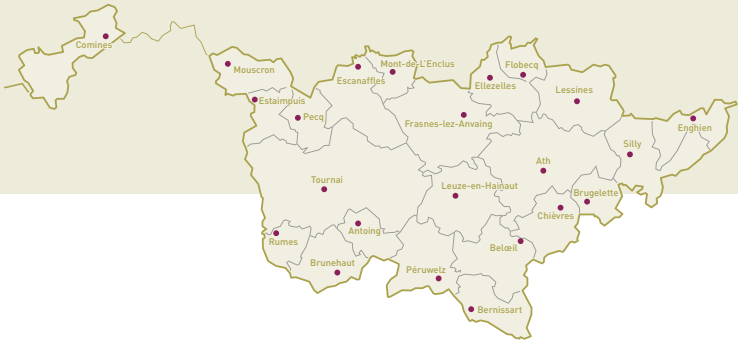 Comines
Mouscron
Escanaffles
Mont-de-L'Enclus
Ellezelles
Flobecq
Lessines
Estaimpuis
Pecq
Frasnes-lez-Anvaing
Enghien
Silly
Ath
Tournai
Leuze-en-Hainaut
Brugelette
Chièvres
Antoing
Rumes
Belœil
Brunehaut
Péruwelz
Bernissart